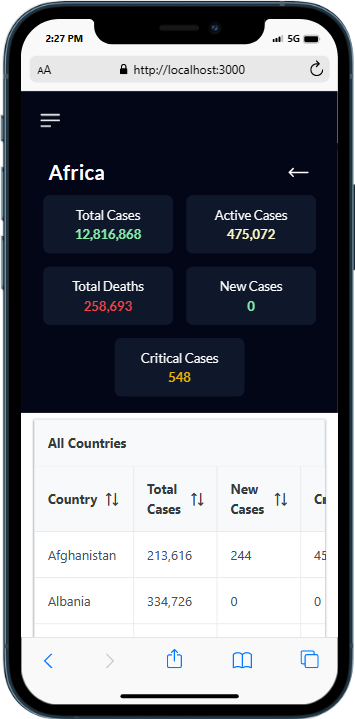 2:27 PM
5G
AA
http://localhost:3000
Africa
Total Cases
12,816,868
Active Cases
475,072
Total Deaths
258,693
New Cases
0
Critical Cases
548
All Countries
Country
Total Cases
New Cases
Cr
Afghanistan 213,616 244 45
Albania 334,726 0 0